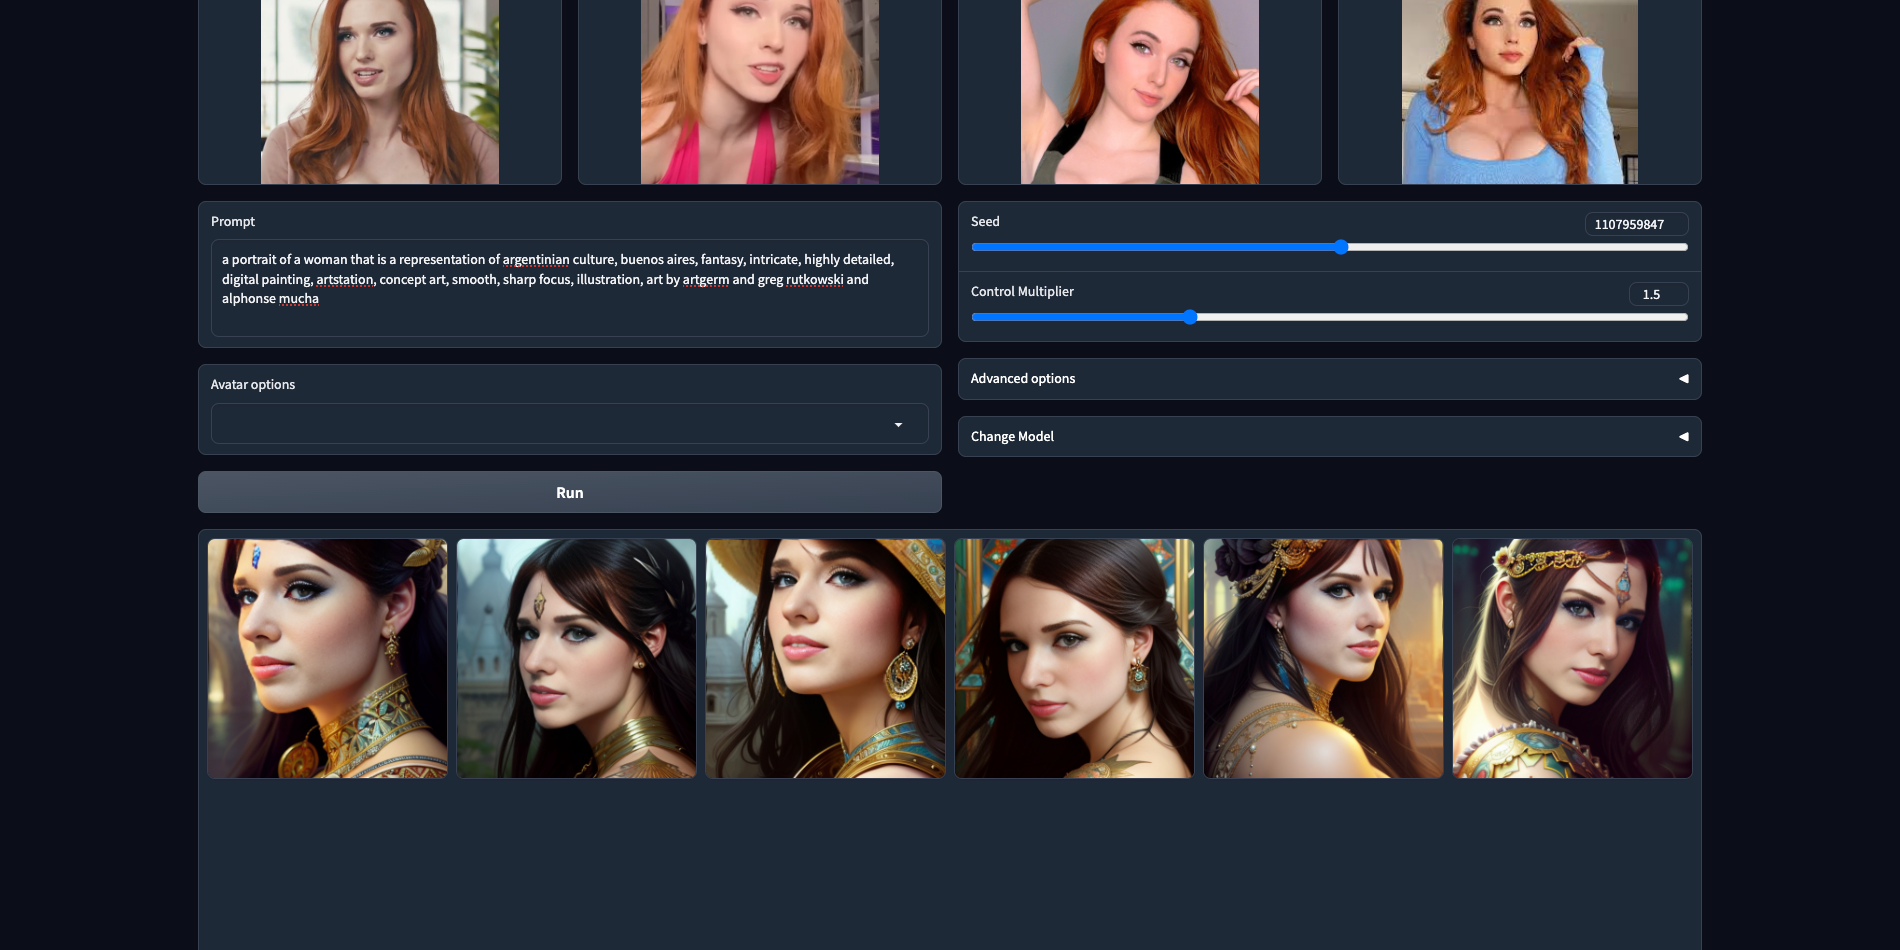 Prompt
a portrait of a woman that is a representation of argentinian culture, buenos aires, fantasy, intricate, highly detailed,
digital painting, artstation, concept art, smooth, sharp focus, illustration, art by artgerm and greg rutkowski and
alphonse mucha
Seed
1107959847
Control Multiplier
1.5
Avatar options
Advanced options
Change Model
Run